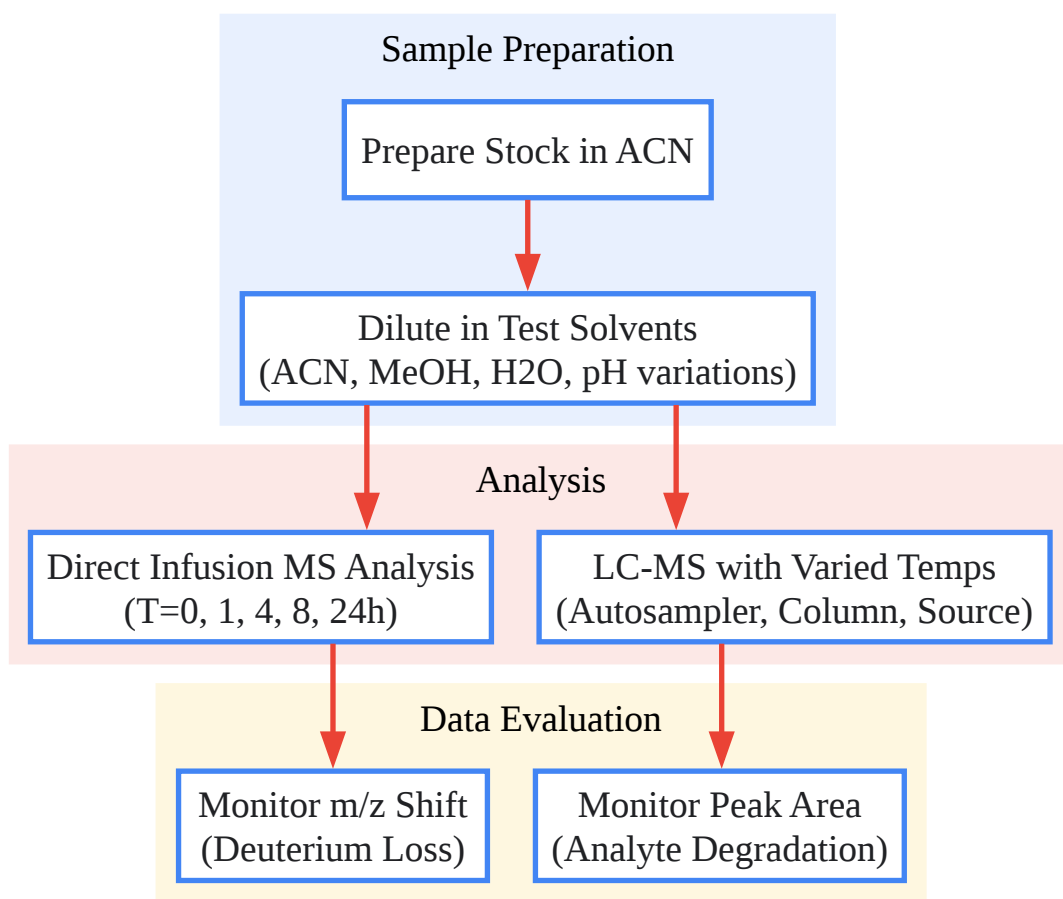 Sample Preparation
Prepare Stock in ACN
Dilute in Test Solvents
(ACN, MeOH, H2O, pH variations)
Analysis
Direct Infusion MS Analysis
(T=0, 1, 4, 8, 24h)
LC-MS with Varied Temps
(Autosampler, Column, Source)
Data Evaluation
Monitor m/z Shift
(Deuterium Loss)
Monitor Peak Area
(Analyte Degradation)